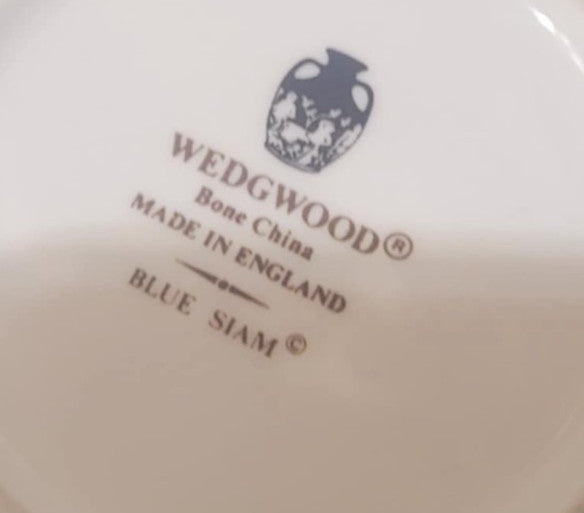 WEDGWOOD®
Bone China
MADE IN ENGLAND
BLUE SIAM ©